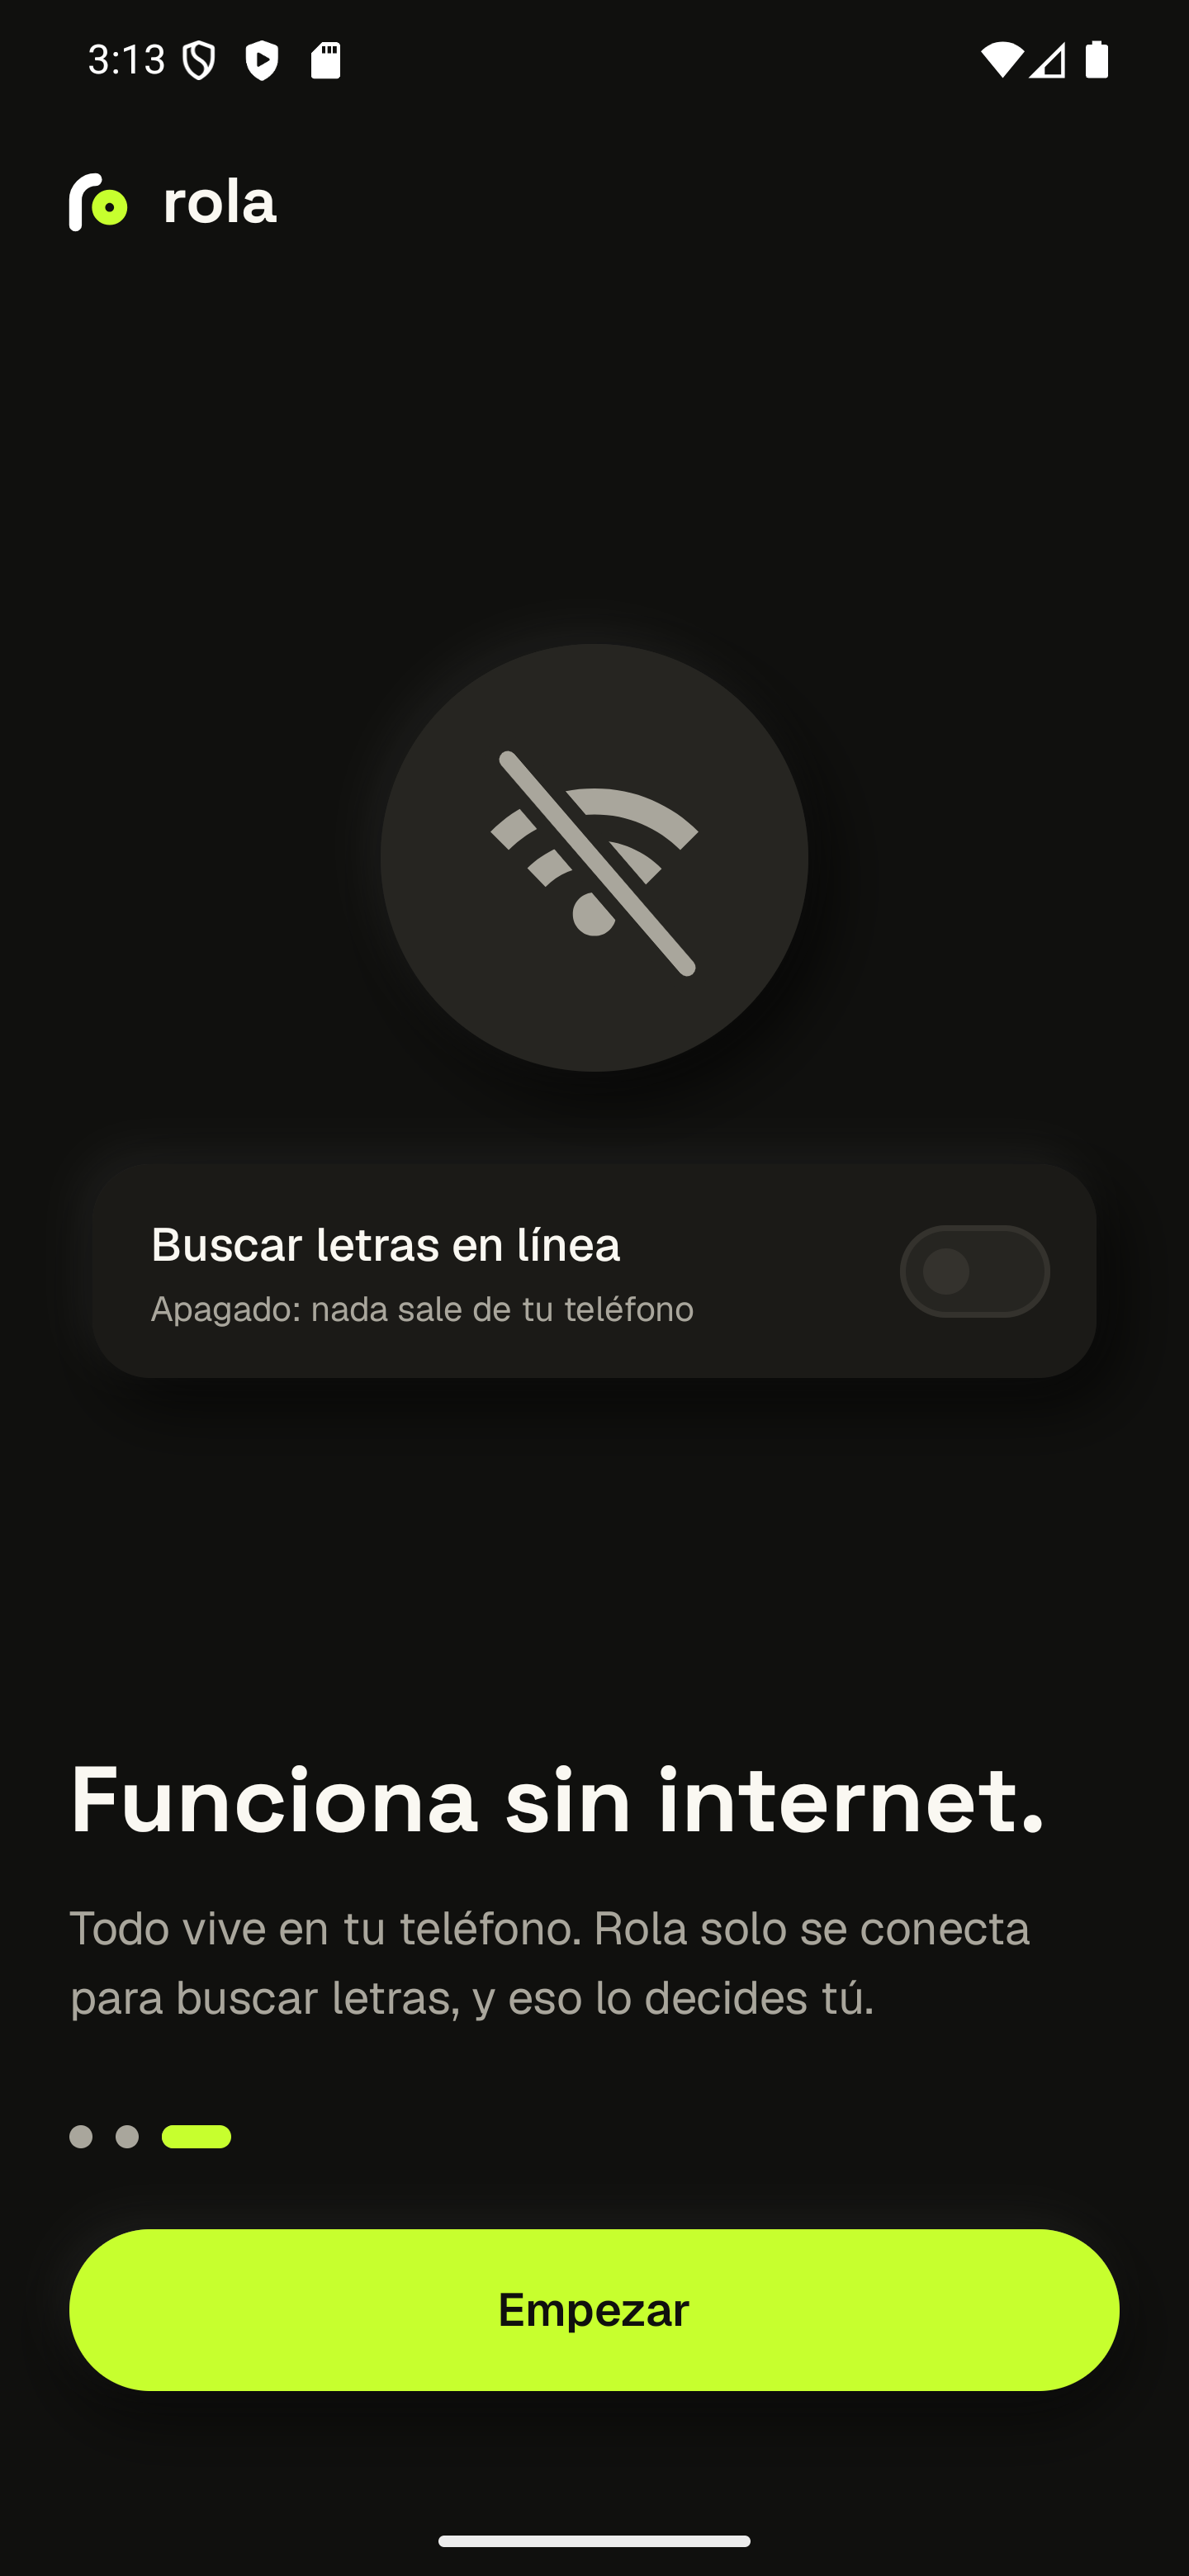 3:13
rola
Buscar letras en línea
Apagado: nada sale de tu teléfono
Funciona sin internet.
Todo vive en tu teléfono. Rola solo se conecta
para buscar letras, y eso lo decides tú.
Empezar